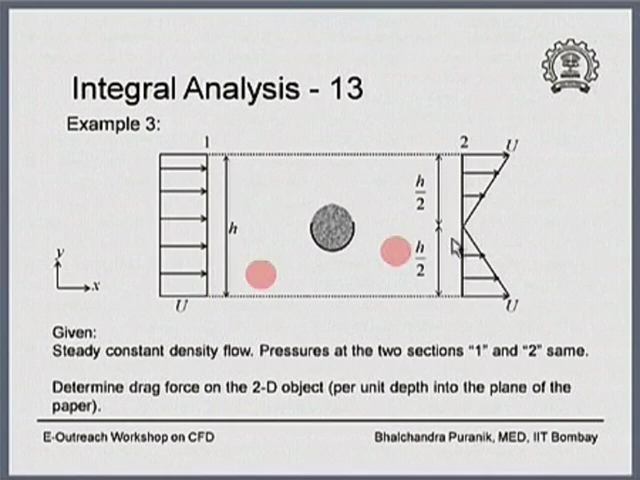 Integral Analysis - 13
Example 3:
1
2
U
h
h
2
h
2
y
x
U
U
Given:
Steady constant density flow. Pressures at the two sections “1” and “2” same.
Determine drag force on the 2-D object (per unit depth into the plane of the
paper).
E-Outreach Workshop on CFD
Bhalchandra Puranik, MED, IIT Bombay